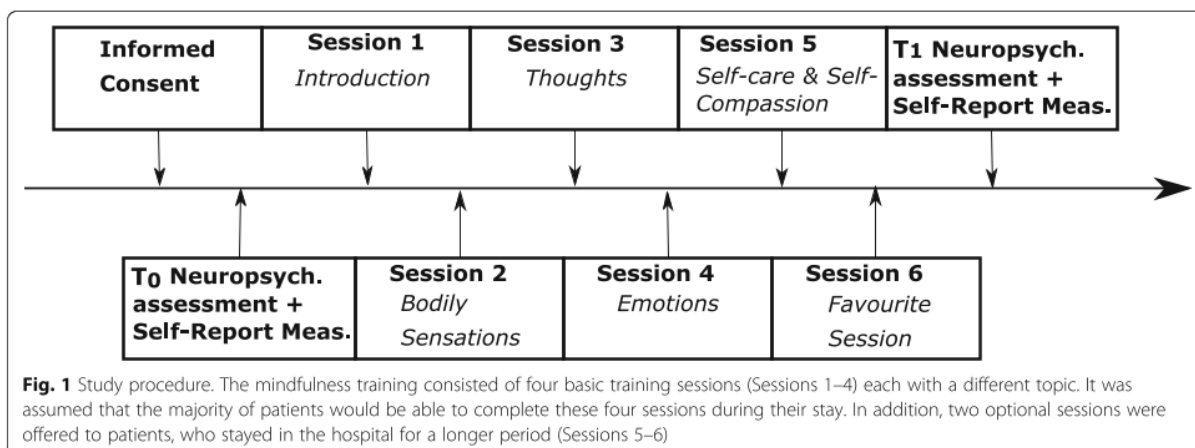 Informed
Consent
Session 1
Introduction
Session 3
Thoughts
Session 5
Self-care & Self-
Compassion
T1 Neuropsych.
assessment +
Self-Report Meas.
T0 Neuropsych.
assessment +
Self-Report Meas.
Session 2
Bodily
Sensations
Session 4
Emotions
Session 6
Favourite
Session
Fig. 1 Study procedure. The mindfulness training consisted of four basic training sessions (Sessions 1–4) each with a different topic. It was
assumed that the majority of patients would be able to complete these four sessions during their stay. In addition, two optional sessions were
offered to patients, who stayed in the hospital for a longer period (Sessions 5–6)